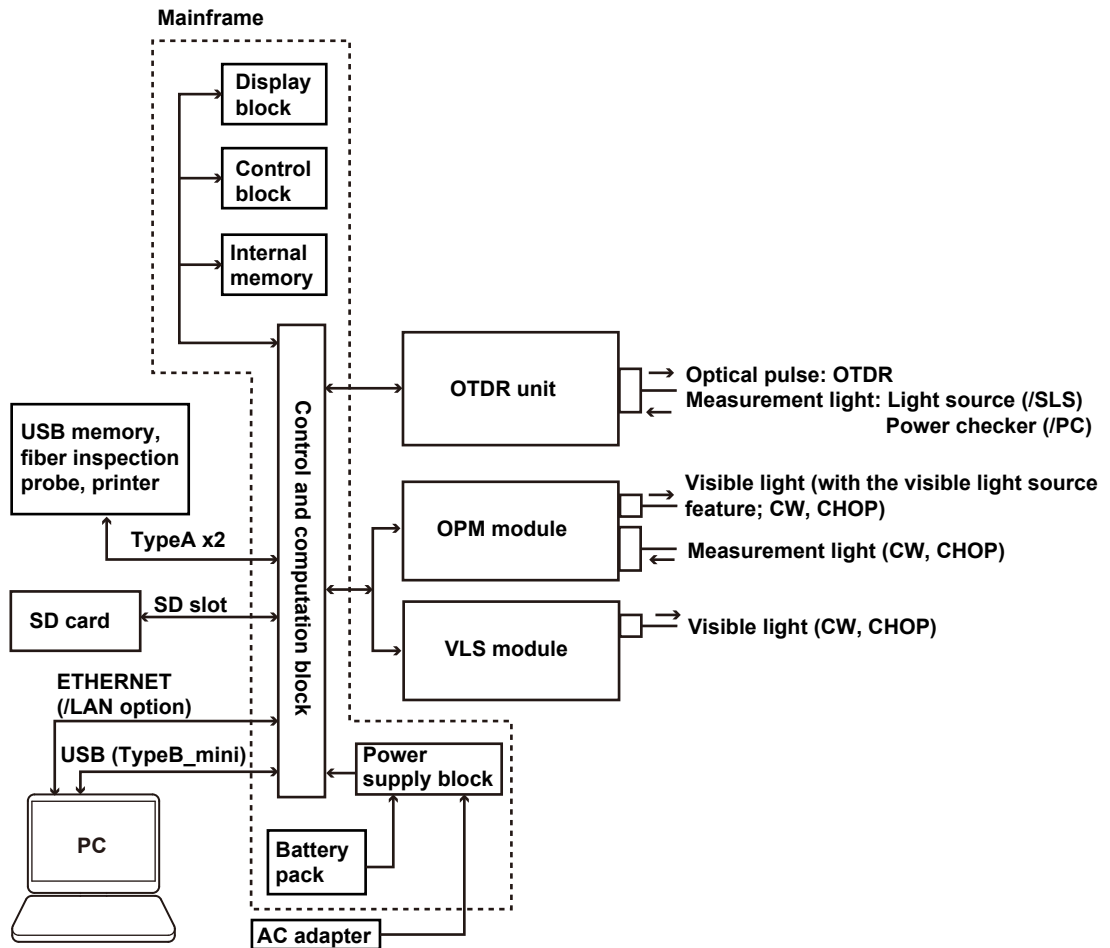 Mainframe
Display
block
Control
block
Internal
memory
Control and computation block
OTDR unit
Optical pulse: OTDR
Measurement light: Light source (/SLS)
Power checker (/PC)
USB memory,
fiber inspection
probe, printer
TypeA x2
OPM module
Visible light (with the visible light source
feature; CW, CHOP)
Measurement light (CW, CHOP)
SD card
SD slot
VLS module
Visible light (CW, CHOP)
ETHERNET
(/LAN option)
USB (TypeB_mini)
Power
supply block
PC
Battery
pack
AC adapter